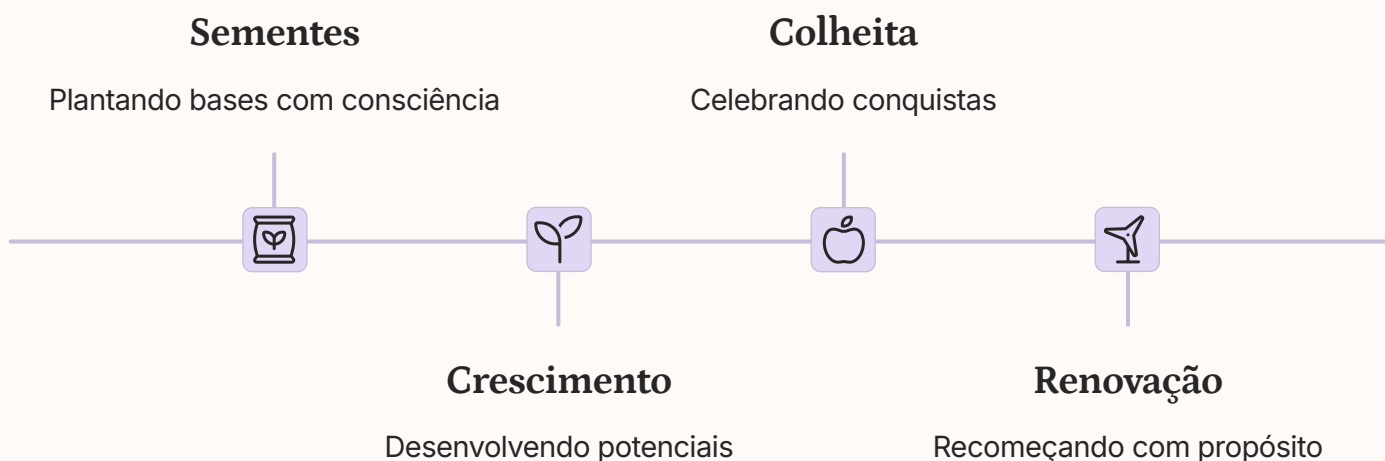 Sementes
Plantando bases com consciência
Crescimento
Desenvolvendo potenciais
Colheita
Celebrando conquistas
Renovação
Recomeçando com propósito